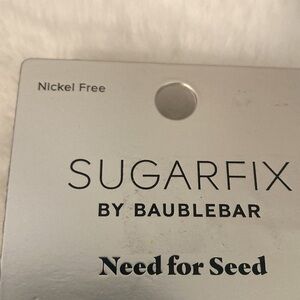 Nickel Free
SUGARFIX
BY BAUBLEBAR
Need for Seed